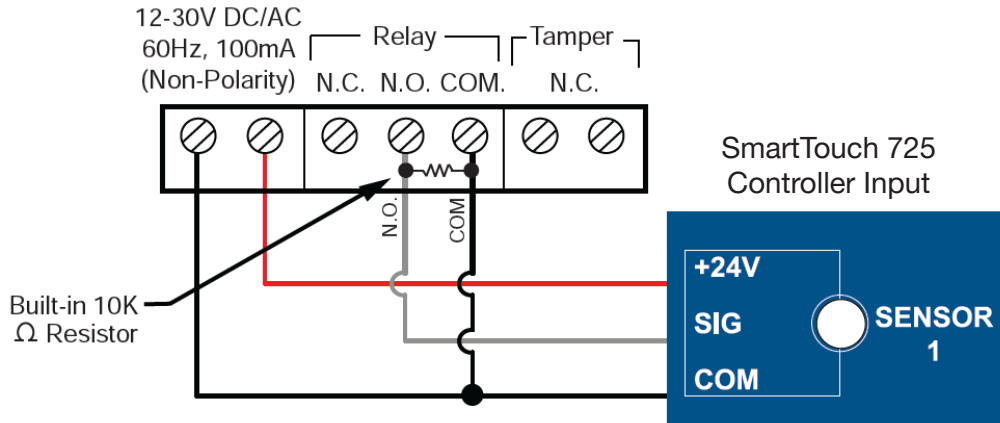 12-30V DC/AC
60Hz, 100mA
(Non-Polarity)
Relay
Tamper
N.C. N.O. COM.
N.C.
SmartTouch 725
Controller Input
N.O.
COM
Built-in 10K
Ω Resistor
+24V
SIG
COM
SENSOR
1